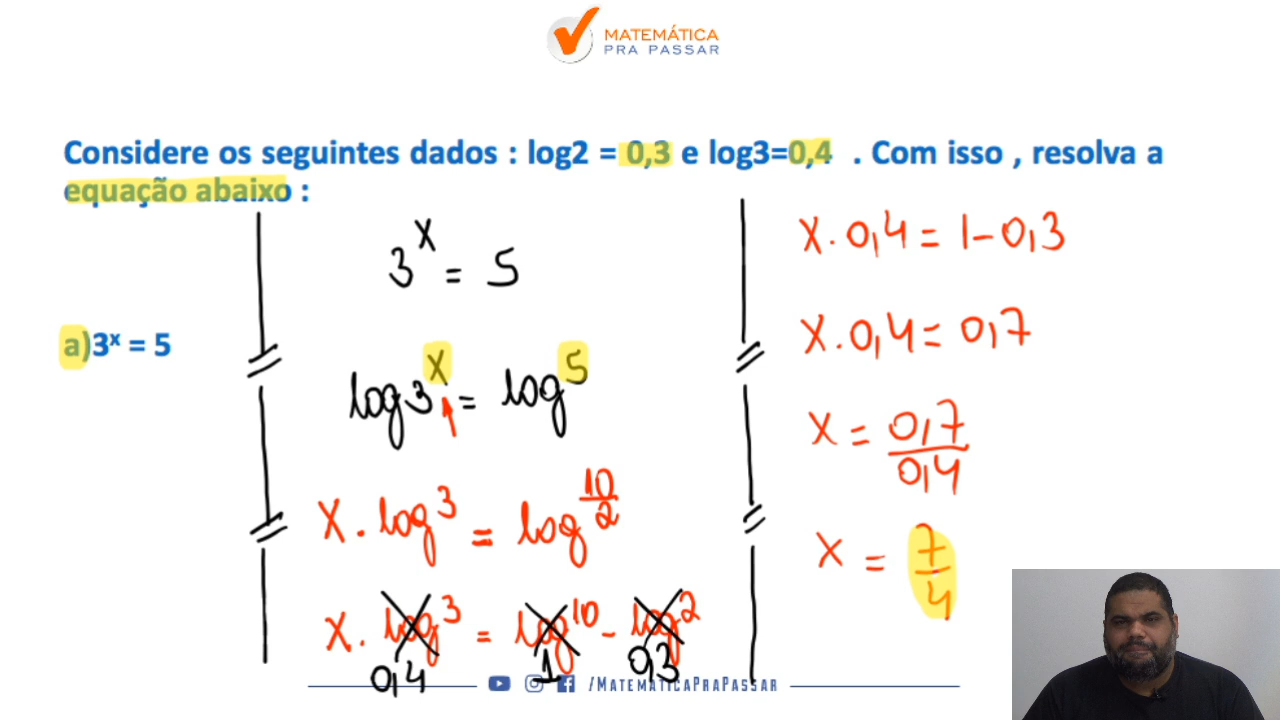 MATEMÁTICA
PRA PASSAR
Considere os seguintes dados : log2 = 0,3 e log3=0,4 . Com isso , resolva a
equação abaixo :
a)3ˣ = 5
3ˣ = 5
log3ˣ = log⁵
x . log³ = log 10/2
x . log³ = log¹⁰ - log²
0,4 1 0,3
x . 0,4 = 1 - 0,3
x . 0,4 = 0,7
x = 0,7/0,4
x = 7/4
/MatematicaPraPassar